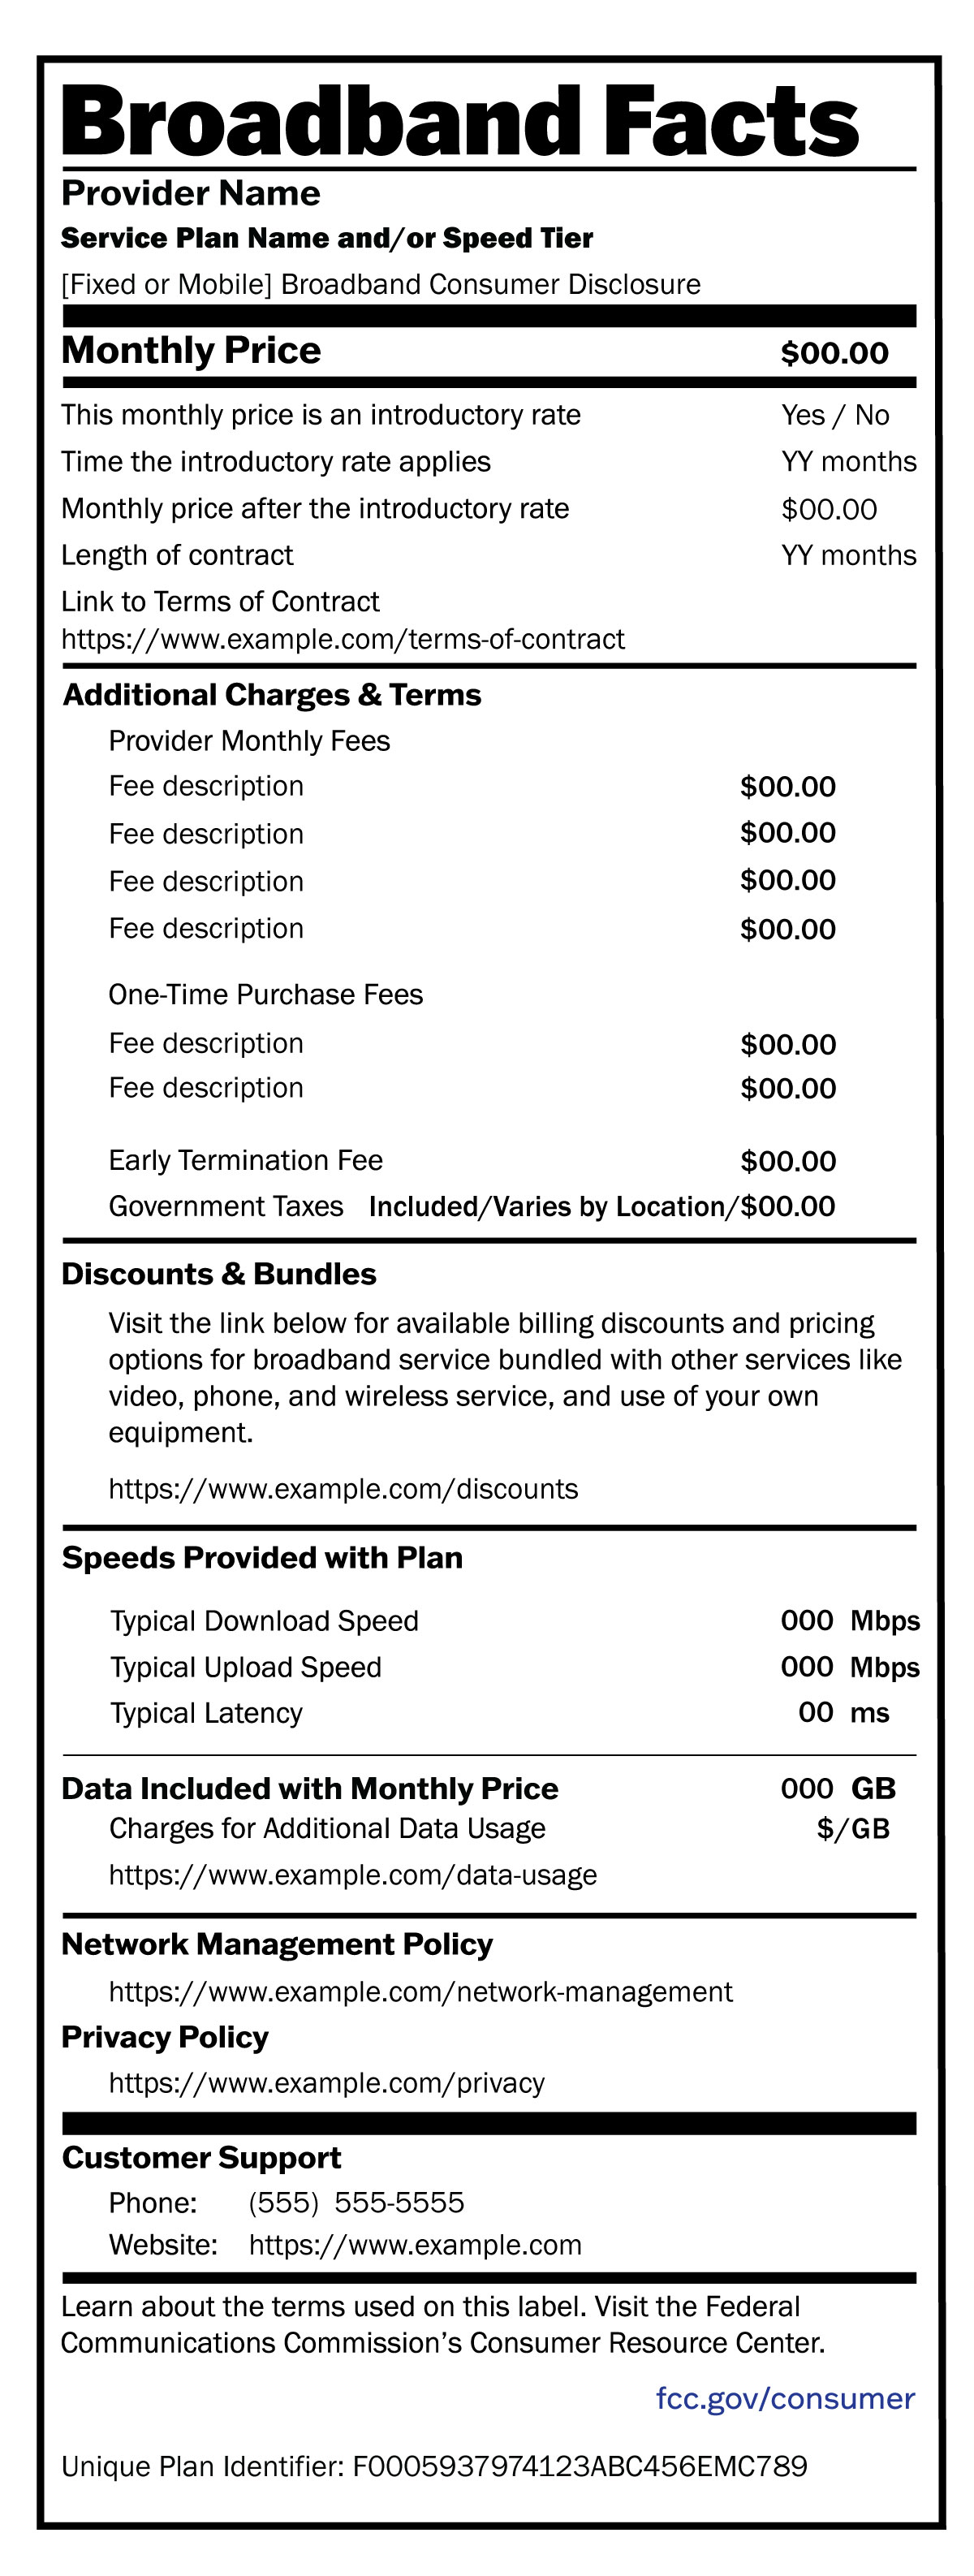 Broadband Facts
Provider Name
Service Plan Name and/or Speed Tier
[Fixed or Mobile] Broadband Consumer Disclosure
Monthly Price $00.00
This monthly price is an introductory rate Yes / No
Time the introductory rate applies YY months
Monthly price after the introductory rate $00.00
Length of contract YY months
Link to Terms of Contract
https://www.example.com/terms-of-contract
Additional Charges & Terms
Provider Monthly Fees
Fee description $00.00
Fee description $00.00
Fee description $00.00
Fee description $00.00
One-Time Purchase Fees
Fee description $00.00
Fee description $00.00
Early Termination Fee $00.00
Government Taxes Included/Varies by Location/$00.00
Discounts & Bundles
Visit the link below for available billing discounts and pricing
options for broadband service bundled with other services like
video, phone, and wireless service, and use of your own
equipment.
https://www.example.com/discounts
Speeds Provided with Plan
Typical Download Speed 000 Mbps
Typical Upload Speed 000 Mbps
Typical Latency 00 ms
Data Included with Monthly Price 000 GB
Charges for Additional Data Usage $/GB
https://www.example.com/data-usage
Network Management Policy
https://www.example.com/network-management
Privacy Policy
https://www.example.com/privacy
Customer Support
Phone: (555) 555-5555
Website: https://www.example.com
Learn about the terms used on this label. Visit the Federal
Communications Commission’s Consumer Resource Center.
fcc.gov/consumer
Unique Plan Identifier: F0005937974123ABC456EMC789